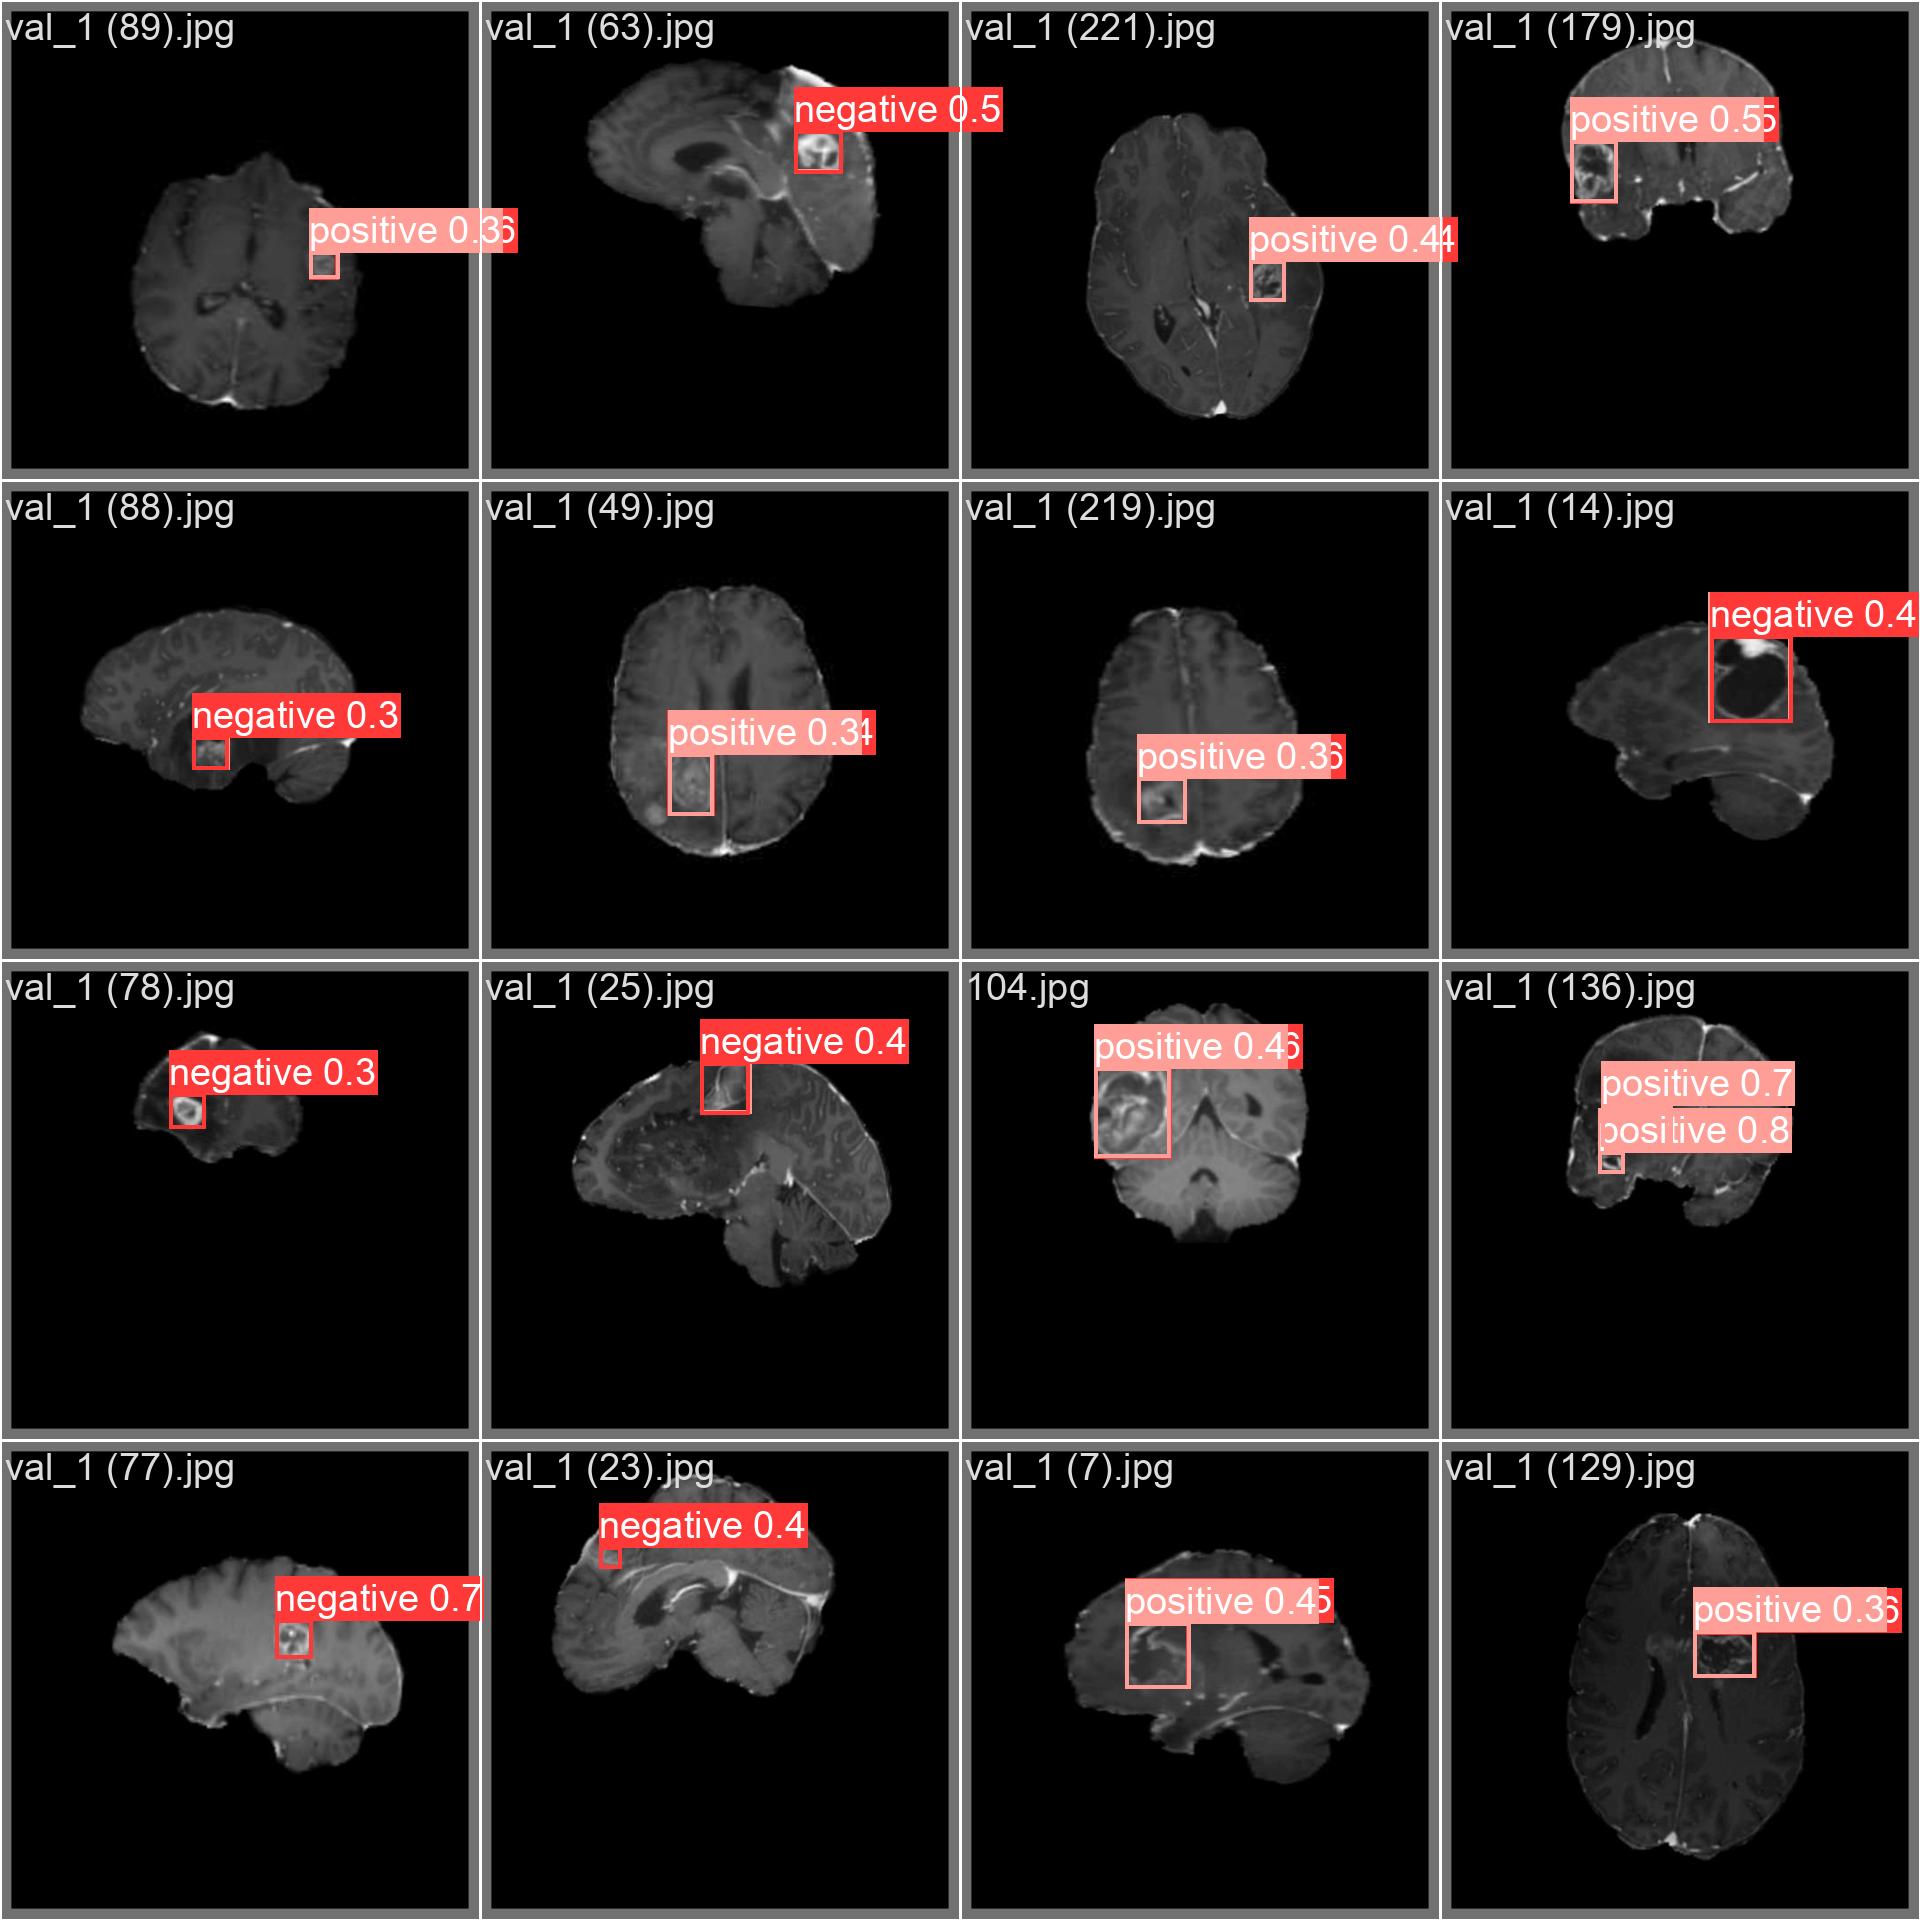 val_1 (89).jpg
positive 0.36
val_1 (63).jpg
negative 0.5
val_1 (221).jpg
positive 0.44
val_1 (179).jpg
positive 0.55
val_1 (88).jpg
negative 0.3
val_1 (49).jpg
positive 0.34
val_1 (219).jpg
positive 0.36
val_1 (14).jpg
negative 0.4
val_1 (78).jpg
negative 0.3
val_1 (25).jpg
negative 0.4
104.jpg
positive 0.46
val_1 (136).jpg
positive 0.7
positive 0.8
val_1 (77).jpg
negative 0.7
val_1 (23).jpg
negative 0.4
val_1 (7).jpg
positive 0.45
val_1 (129).jpg
positive 0.36